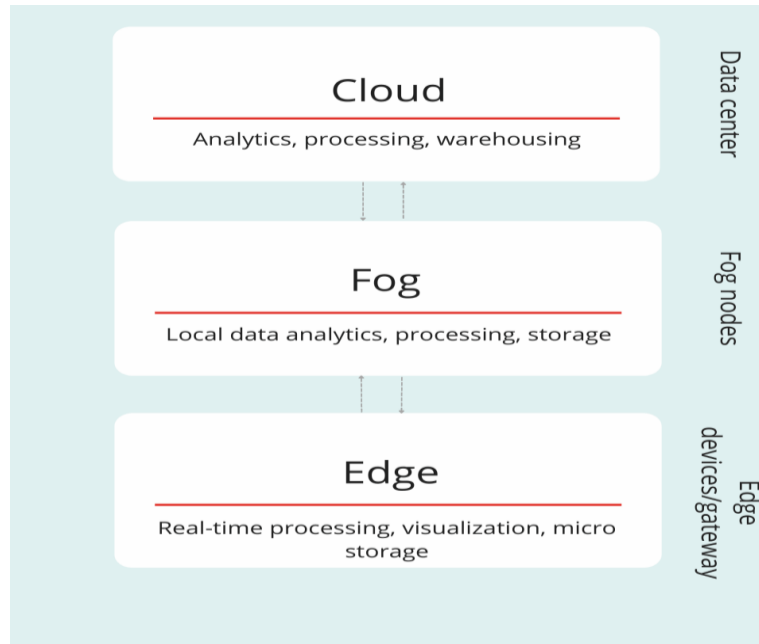 Cloud
Analytics, processing, warehousing
Data center
Fog
Local data analytics, processing, storage
Fog nodes
Edge
Real-time processing, visualization, micro
storage
Edge
devices/gateway